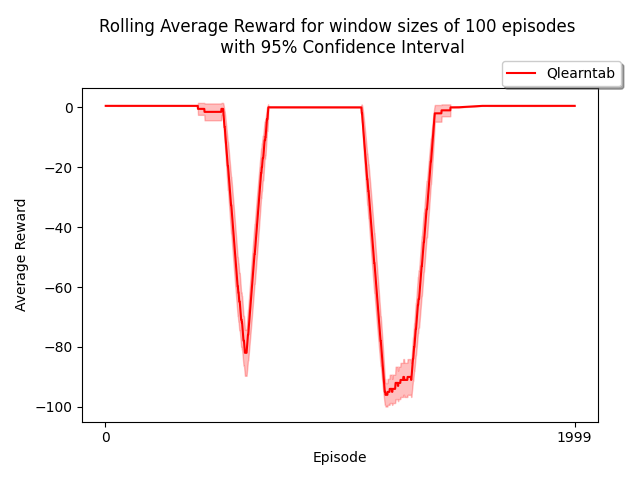 Rolling Average Reward for window sizes of 100 episodes
with 95% Confidence Interval
Qlearntab
0
−20
−40
−60
−80
−100
Average Reward
0
1999
Episode